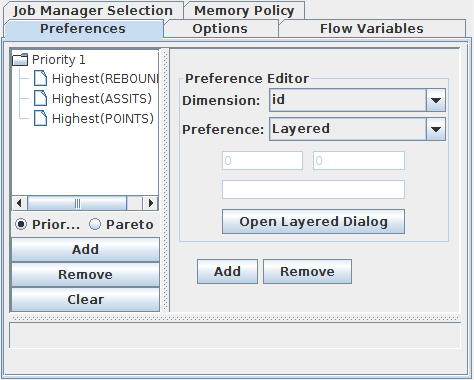 Job Manager Selection
Memory Policy
Preferences
Options
Flow Variables
Priority 1
Highest(REBOUN
Highest(ASSITS)
Highest(POINTS)
Prior...
Pareto
Add
Remove
Clear
Preference Editor
Dimension: id
Preference: Layered
0 0
Open Layered Dialog
Add Remove